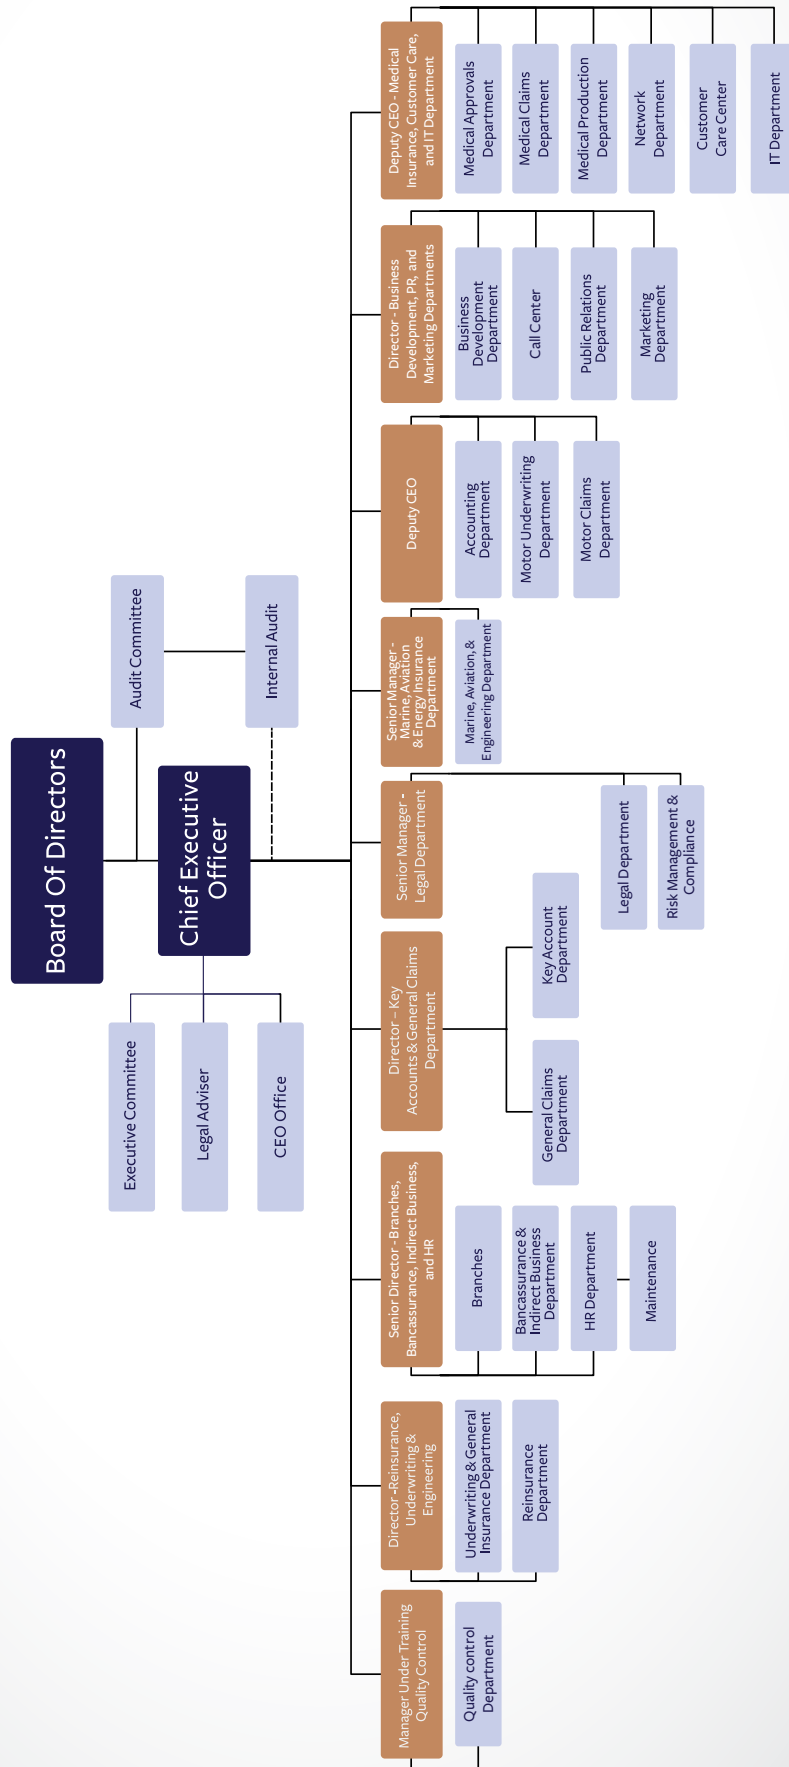 Board Of Directors
Audit Committee
Chief Executive
Officer
Internal Audit
Executive Committee
Legal Adviser
CEO Office
Manager Under Training
Quality Control
Quality control
Department
Director -Reinsurance,
Underwriting &
Engineering
Underwriting & General
Insurance Department
Reinsurance
Department
Senior Director - Branches,
Bancassurance, Indirect Business,
and HR
Branches
Bancassurance &
Indirect Business
Department
HR Department
Maintenance
Director – Key
Accounts & General Claims
Department
General Claims
Department
Key Account
Department
Senior Manager -
Legal Department
Legal Department
Risk Management &
Compliance
Senior Manager -
Marine, Aviation
& Energy Insurance
Department
Marine, Aviation, &
Engineering Department
Deputy CEO
Accounting
Department
Motor Underwriting
Department
Motor Claims
Department
Director - Business
Development, PR, and
Marketing Departments
Business
Development
Department
Call Center
Public Relations
Department
Marketing
Department
Deputy CEO - Medical
Insurance, Customer Care,
and IT Department
Medical Approvals
Department
Medical Claims
Department
Medical Production
Department
Network
Department
Customer
Care Center
IT Department